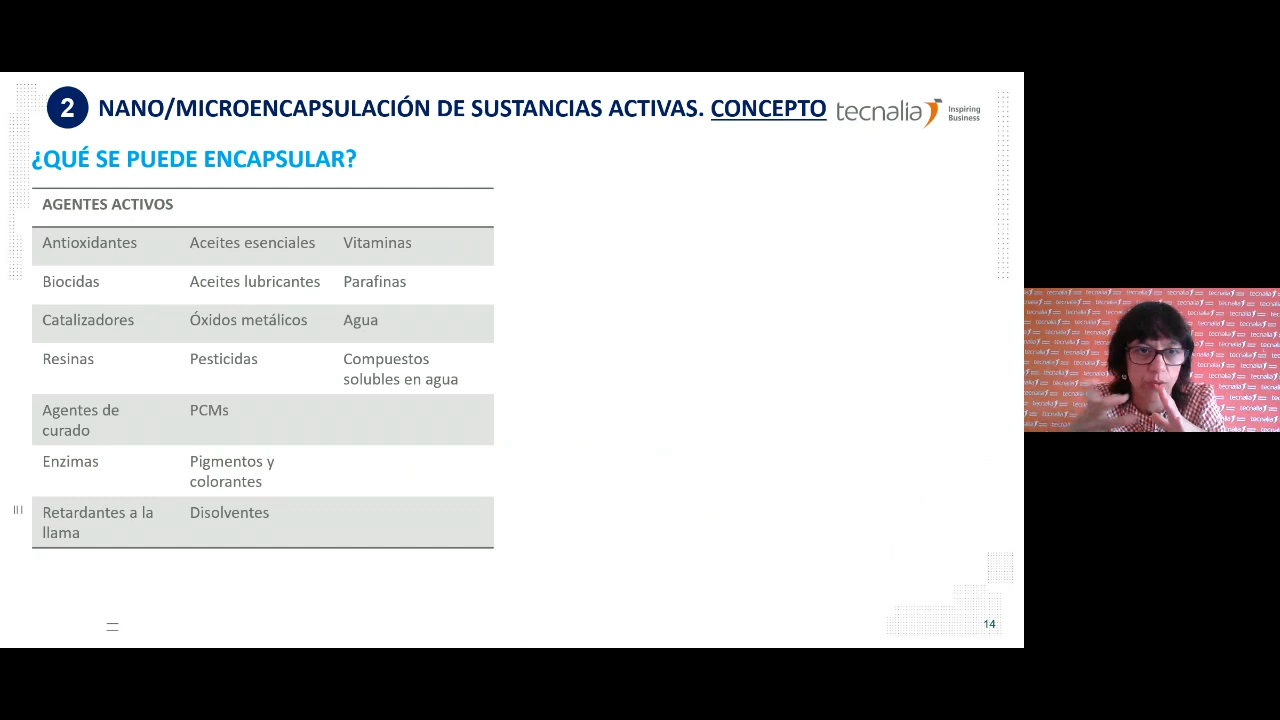 2 NANO/MICROENCAPSULACIÓN DE SUSTANCIAS ACTIVAS. CONCEPTO
tecnalia Inspiring
Business
¿QUÉ SE PUEDE ENCAPSULAR?
AGENTES ACTIVOS
Antioxidantes Aceites esenciales Vitaminas
Biocidas Aceites lubricantes Parafinas
Catalizadores Óxidos metálicos Agua
Resinas Pesticidas Compuestos
solubles en agua
Agentes de PCMs
curado
Enzimas Pigmentos y
colorantes
Retardantes a la Disolventes
llama
14